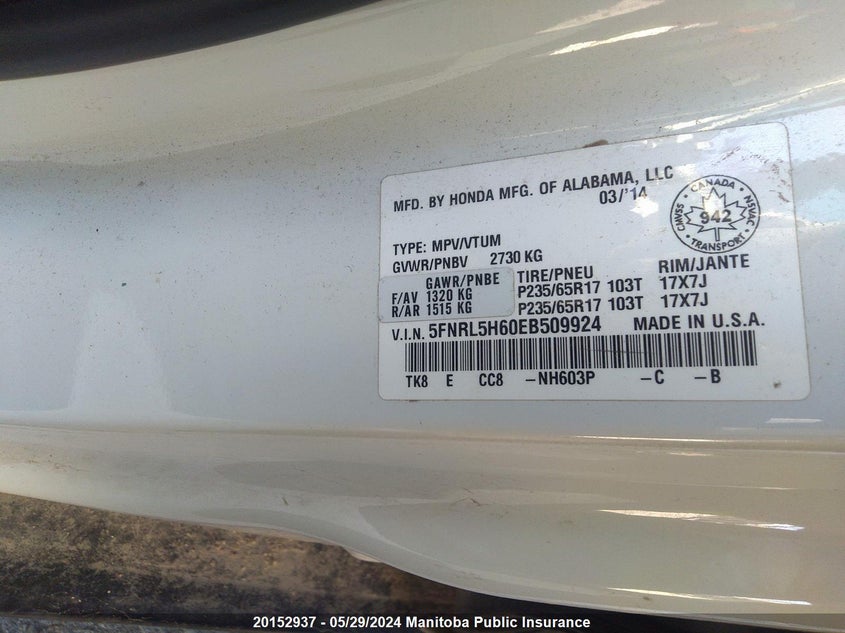 MFD. BY HONDA MFG. OF ALABAMA, LLC
03/'14
CANADA
CMVSS 942 NSVAC
TRANSPORT
TYPE: MPV/VTUM
GVWR/PNBV 2730 KG
GAWR/PNBE TIRE/PNEU RIM/JANTE
F/AV 1320 KG P235/65R17 103T 17X7J
R/AR 1515 KG P235/65R17 103T 17X7J
V.I.N. 5FNRL5H60EB509924 MADE IN U.S.A.
TK8 E CC8 -NH603P -C -B
20152937 - 05/29/2024 Manitoba Public Insurance